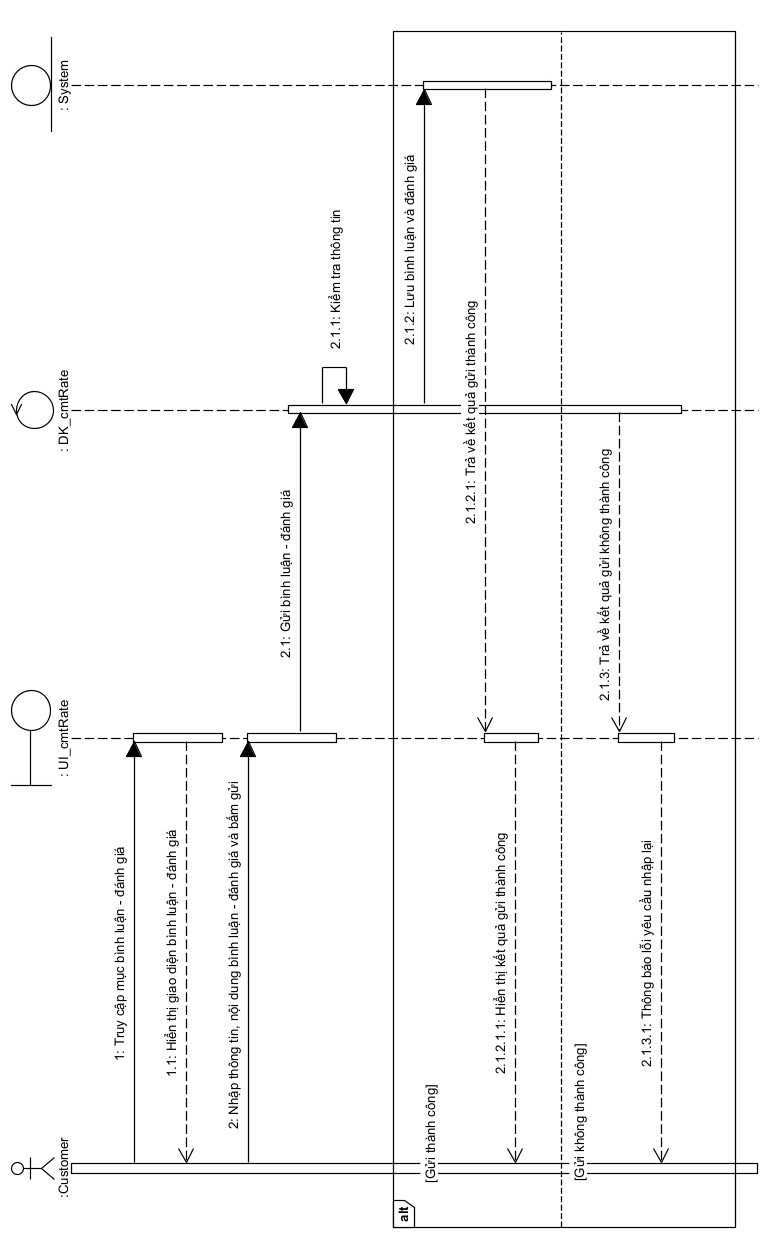 :Customer
: UI_cmtRate
: DK_cmtRate
: System
1: Truy cập mục bình luận - đánh giá
1.1: Hiển thị giao diện bình luận - đánh giá
2: Nhập thông tin, nội dung bình luận - đánh giá và bấm gửi
2.1: Gửi bình luận - đánh giá
2.1.1: Kiểm tra thông tin
alt
[Gửi thành công]
2.1.2: Lưu bình luận và đánh giá
2.1.2.1: Trả về kết quả gửi thành công
2.1.2.1.1: Hiển thị kết quả gửi thành công
[Gửi không thành công]
2.1.3: Trả về kết quả gửi không thành công
2.1.3.1: Thông báo lỗi yêu cầu nhập lại